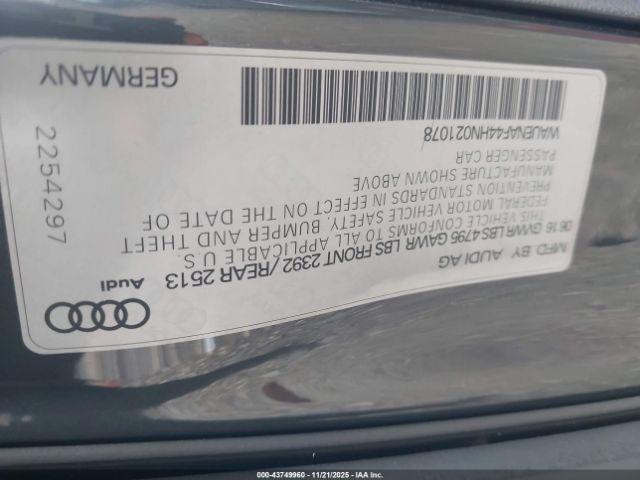 Audi
MFD BY AUDI AG
06.16 GVWR LBS 4795 GAWR LBS FRONT 2392 / REAR 2513
THIS VEHICLE CONFORMS TO ALL APPLICABLE U.S.
FEDERAL MOTOR VEHICLE SAFETY, BUMPER AND THEFT
PREVENTION STANDARDS IN EFFECT ON THE DATE OF
MANUFACTURE SHOWN ABOVE
PASSENGER CAR
WAUENAF44HN021078
2254297
GERMANY
000-43749960 - 11/21/2025 - IAA Inc.